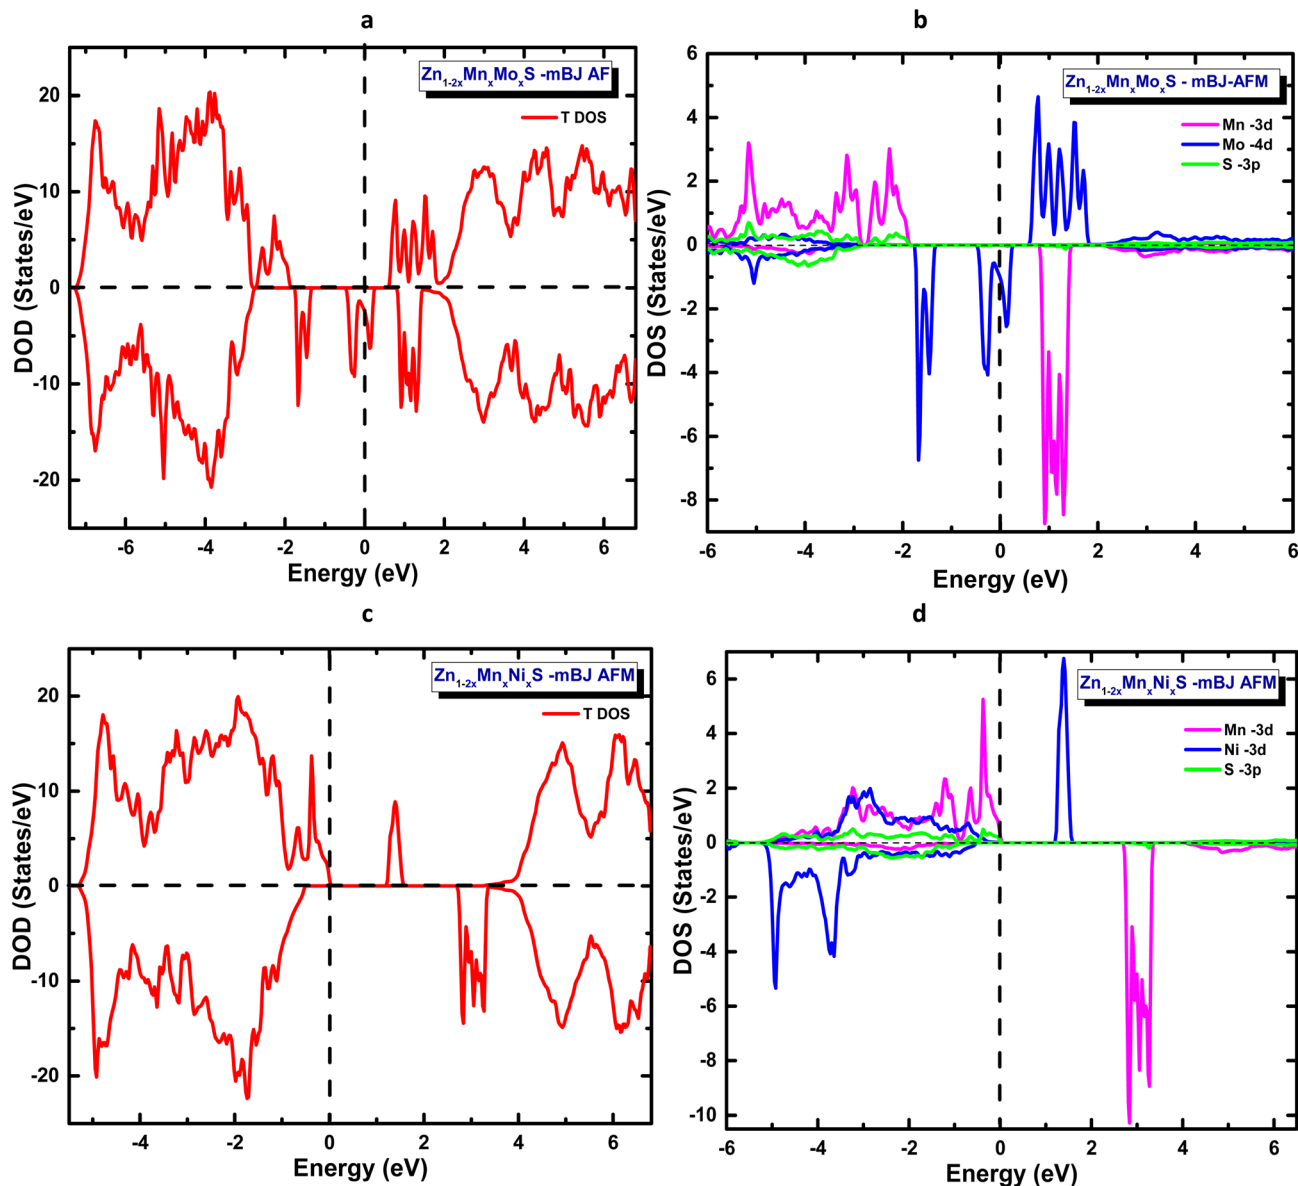 a
Zn1-2xMnxMoxS -mBJ AF
T DOS
20
10
0
-10
-20
DOD (States/eV)
-6 -4 -2 0 2 4 6
Energy (eV)
b
Zn1-2xMnxMoxS - mBJ-AFM
Mn -3d
Mo -4d
S -3p
6
4
2
0
-2
-4
-6
-8
DOS (States/eV)
-6 -4 -2 0 2 4 6
Energy (eV)
c
Zn1-2xMnxNixS -mBJ AFM
T DOS
20
10
0
-10
-20
DOD (States/eV)
-4 -2 0 2 4 6
Energy (eV)
d
Zn1-2xMnxNixS -mBJ AFM
Mn -3d
Ni -3d
S -3p
6
4
2
0
-2
-4
-6
-8
-10
DOS (States/eV)
-6 -4 -2 0 2 4 6
Energy (eV)